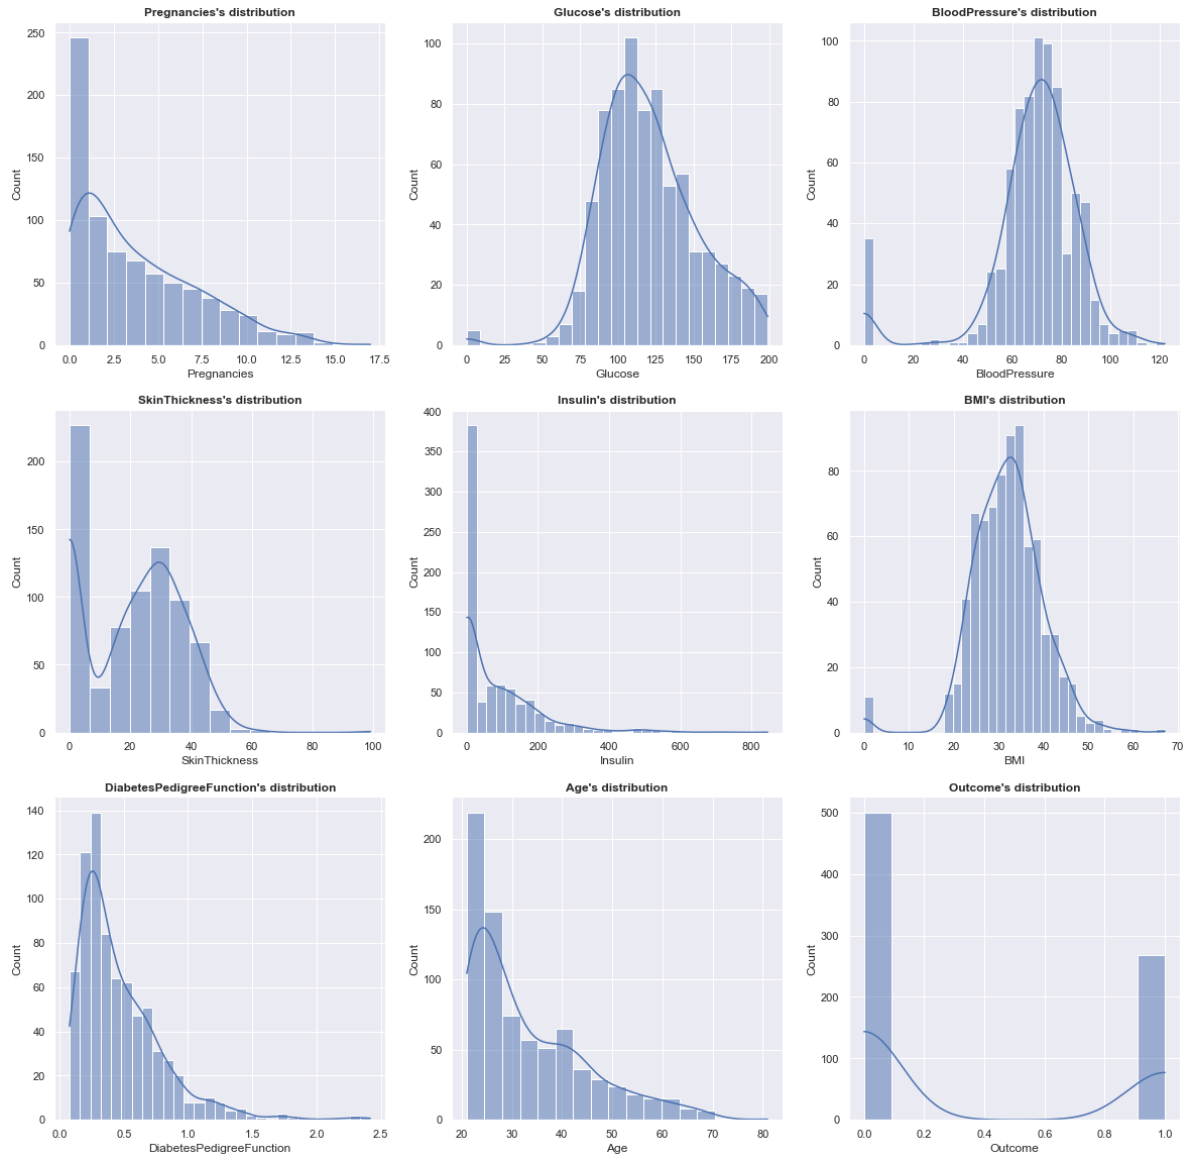 Pregnancies's distribution
250
200
150
100
50
0
Count
0.0 2.5 5.0 7.5 10.0 12.5 15.0 17.5
Pregnancies
Glucose's distribution
100
80
60
40
20
0
Count
0 25 50 75 100 125 150 175 200
Glucose
BloodPressure's distribution
100
80
60
40
20
0
Count
0 20 40 60 80 100 120
BloodPressure
SkinThickness's distribution
200
150
100
50
0
Count
0 20 40 60 80 100
SkinThickness
Insulin's distribution
400
350
300
250
200
150
100
50
0
Count
0 200 400 600 800
Insulin
BMI's distribution
80
60
40
20
0
Count
0 10 20 30 40 50 60 70
BMI
DiabetesPedigreeFunction's distribution
140
120
100
80
60
40
20
0
Count
0.0 0.5 1.0 1.5 2.0 2.5
DiabetesPedigreeFunction
Age's distribution
200
150
100
50
0
Count
20 30 40 50 60 70 80
Age
Outcome's distribution
500
400
300
200
100
0
Count
0.0 0.2 0.4 0.6 0.8 1.0
Outcome